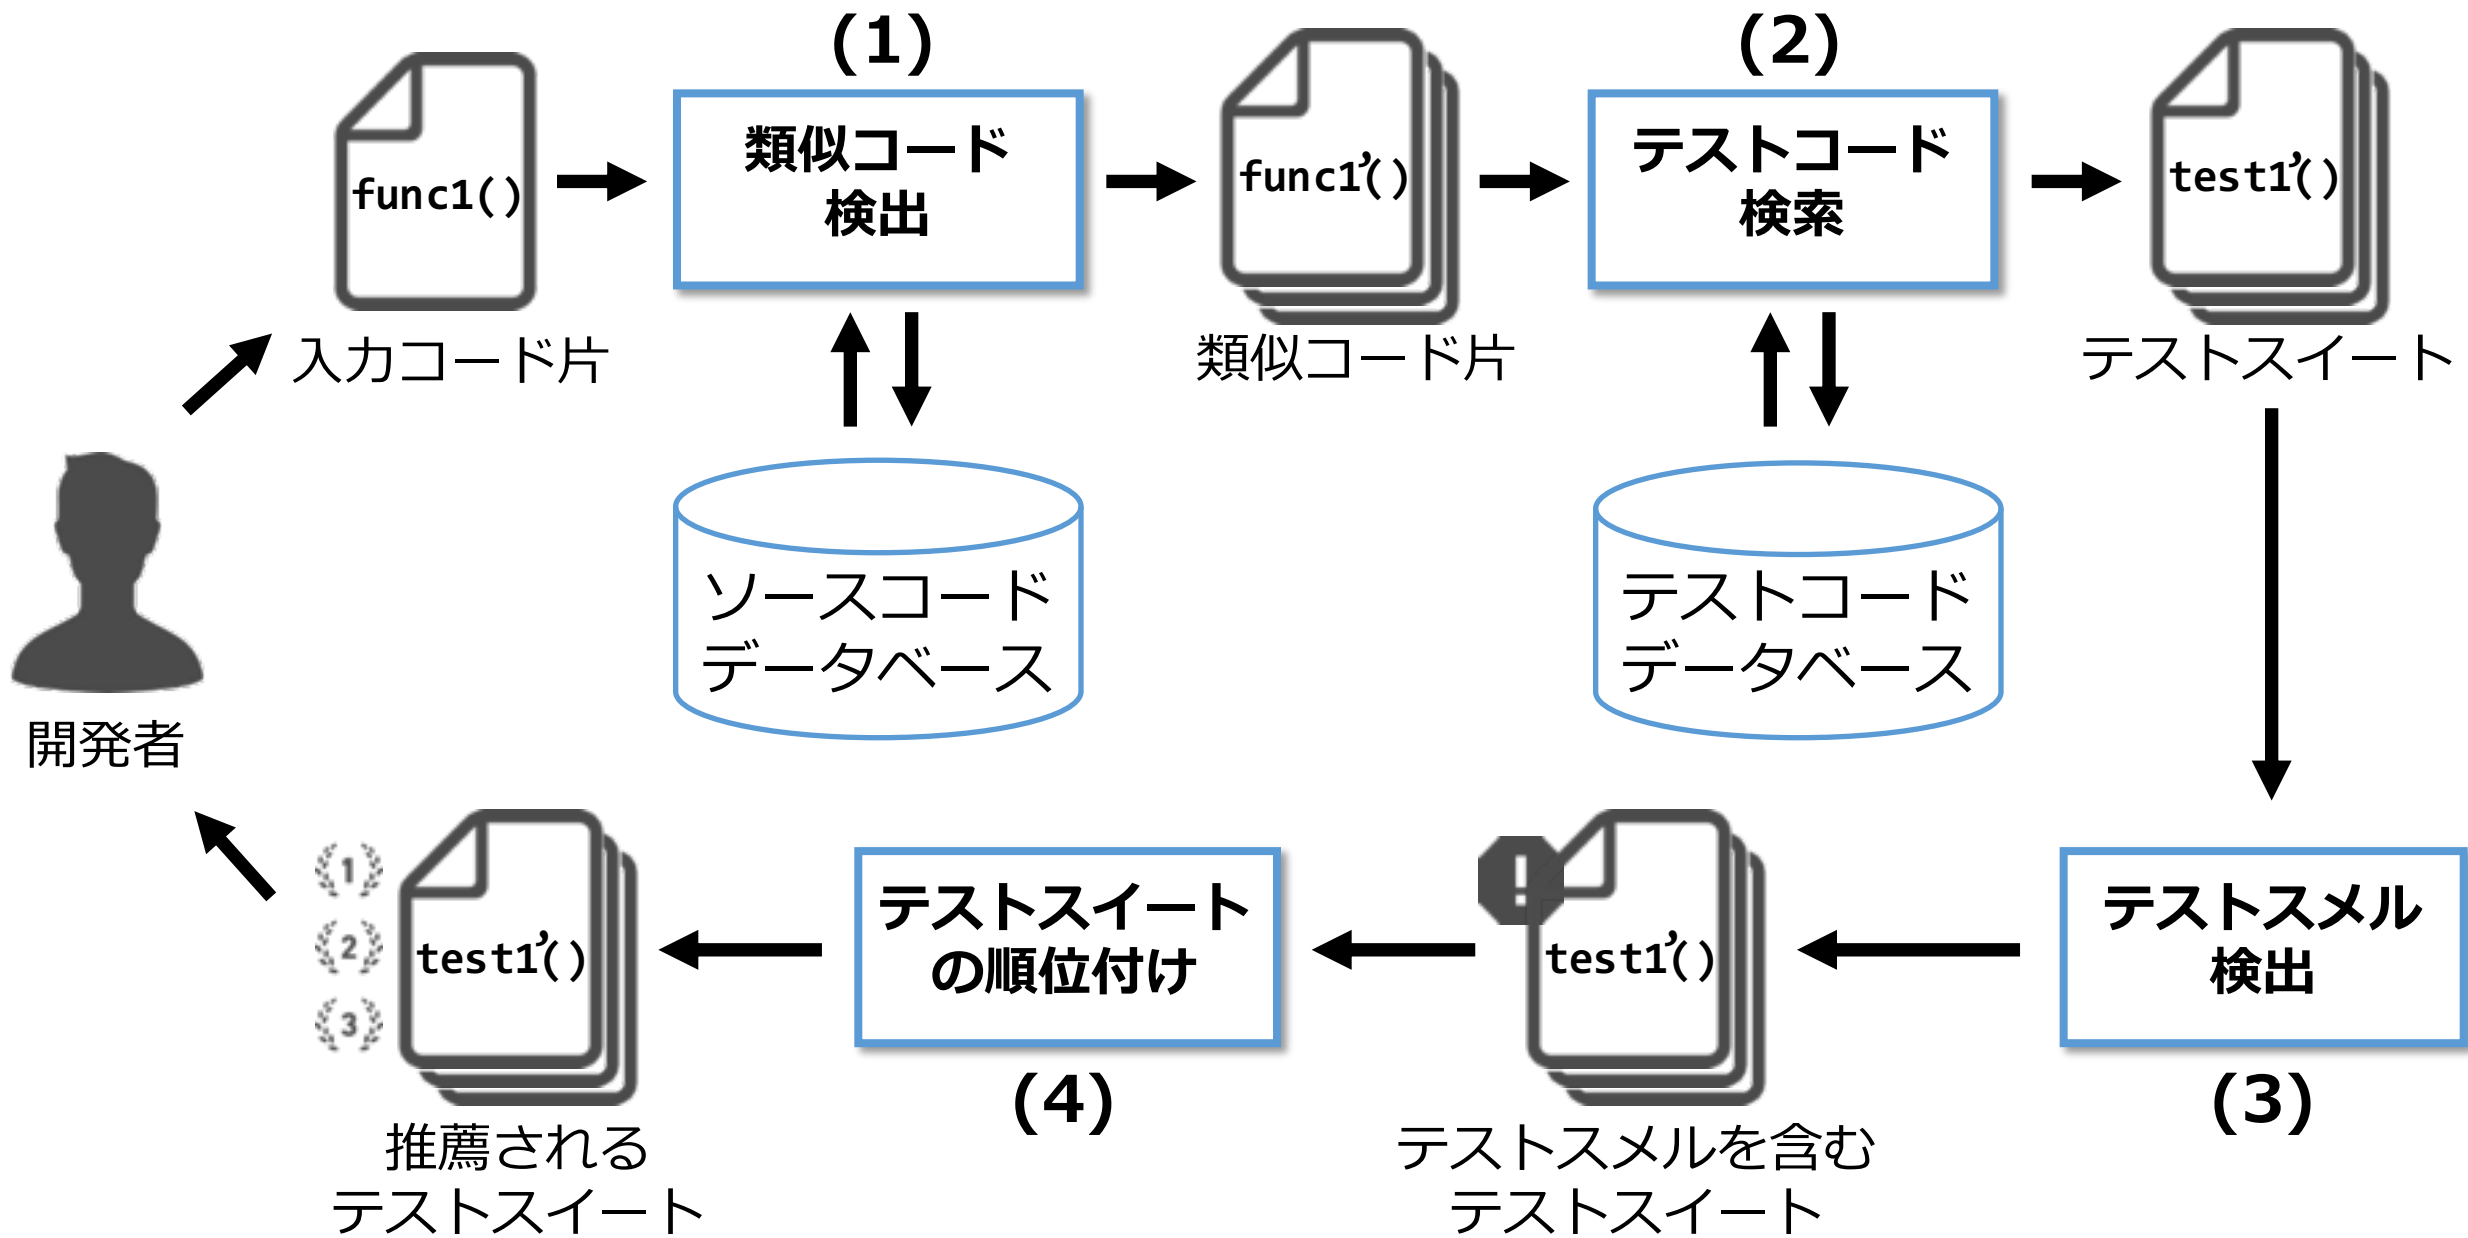 (1)
(2)
func1()
類似コード
検出
func1’()
テストコード
検索
test1’()
入力コード片
類似コード片
テストスイート
ソースコード
データベース
テストコード
データベース
開発者
1
2
3
test1’()
テストスイート
の順位付け
!
test1’()
テストスメル
検出
(4)
(3)
推薦される
テストスイート
テストスメルを含む
テストスイート